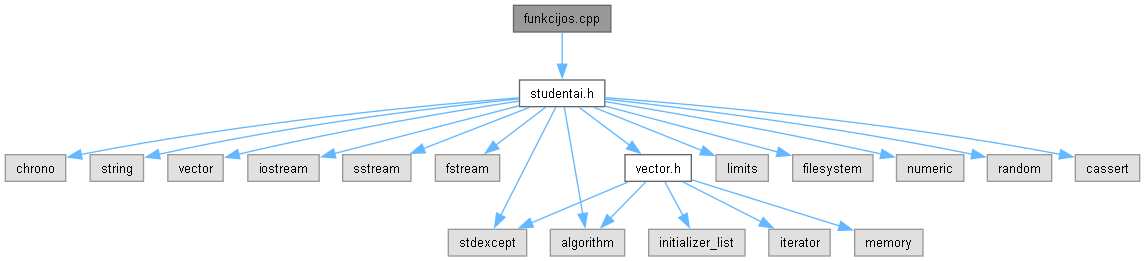 funkcijos.cpp
studentai.h
chrono
string
vector
iostream
sstream
fstream
vector.h
limits
filesystem
numeric
random
cassert
stdexcept
algorithm
initializer_list
iterator
memory